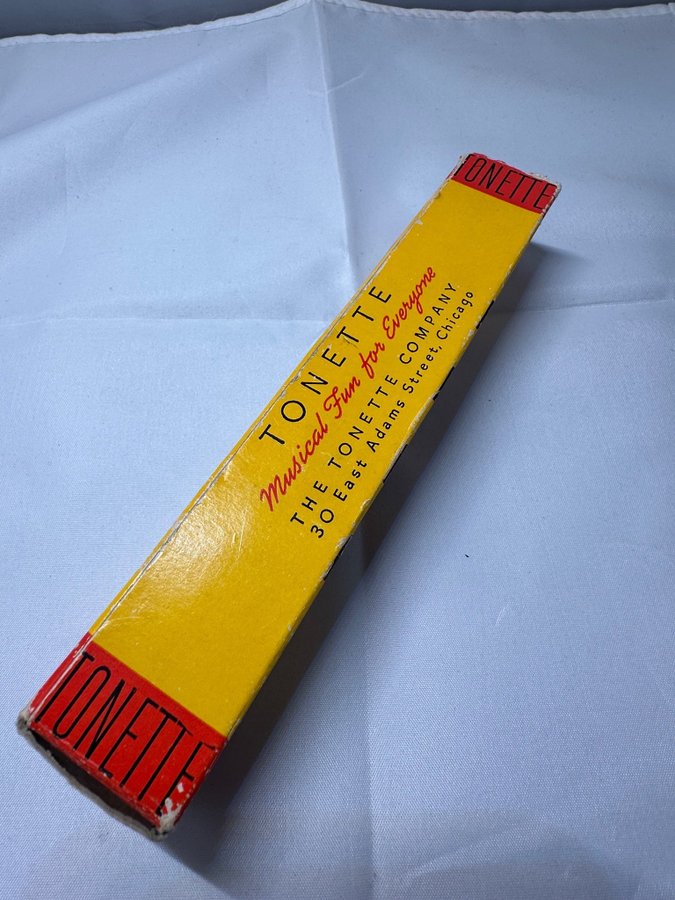 TONETTE
TONETTE
Musical Fun for Everyone
THE TONETTE COMPANY
30 East Adams Street, Chicago
TONETTE